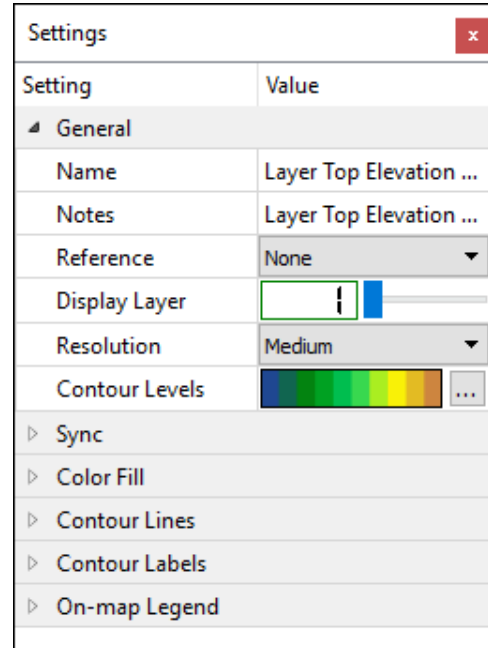 Settings
x
Setting Value
General
Name Layer Top Elevation ...
Notes Layer Top Elevation ...
Reference None
Display Layer 1
Resolution Medium
Contour Levels ...
Sync
Color Fill
Contour Lines
Contour Labels
On-map Legend